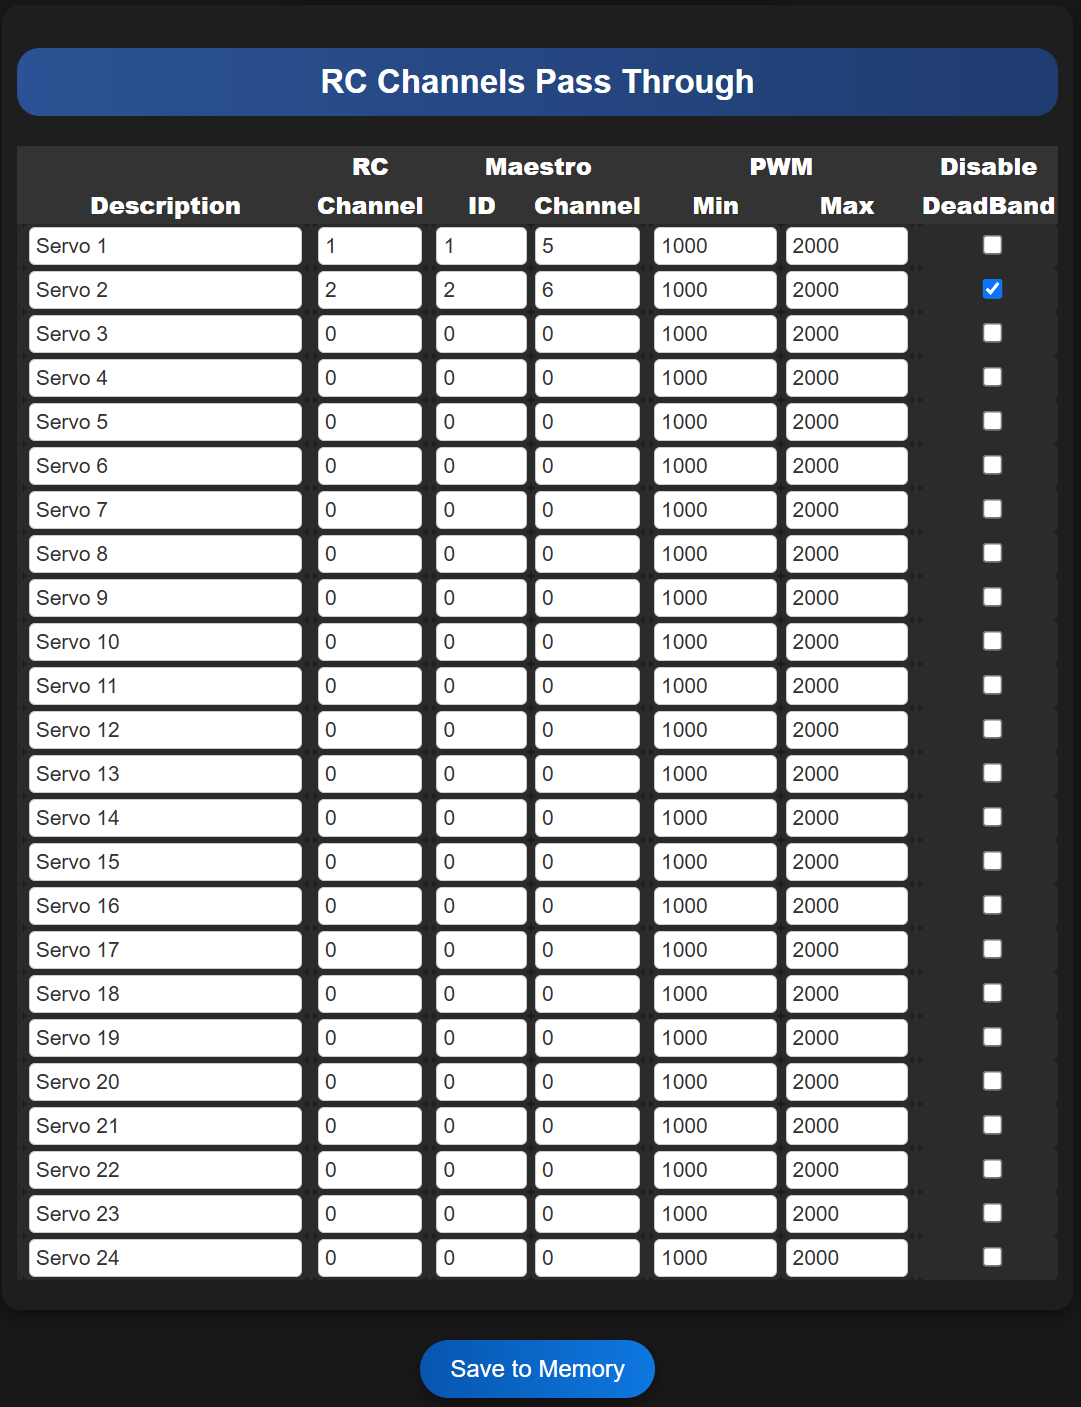 RC Channels Pass Through
RC Maestro PWM Disable
Description Channel ID Channel Min Max DeadBand
Servo 1 1 1 5 1000 2000
Servo 2 2 2 6 1000 2000
Servo 3 0 0 0 1000 2000
Servo 4 0 0 0 1000 2000
Servo 5 0 0 0 1000 2000
Servo 6 0 0 0 1000 2000
Servo 7 0 0 0 1000 2000
Servo 8 0 0 0 1000 2000
Servo 9 0 0 0 1000 2000
Servo 10 0 0 0 1000 2000
Servo 11 0 0 0 1000 2000
Servo 12 0 0 0 1000 2000
Servo 13 0 0 0 1000 2000
Servo 14 0 0 0 1000 2000
Servo 15 0 0 0 1000 2000
Servo 16 0 0 0 1000 2000
Servo 17 0 0 0 1000 2000
Servo 18 0 0 0 1000 2000
Servo 19 0 0 0 1000 2000
Servo 20 0 0 0 1000 2000
Servo 21 0 0 0 1000 2000
Servo 22 0 0 0 1000 2000
Servo 23 0 0 0 1000 2000
Servo 24 0 0 0 1000 2000
Save to Memory